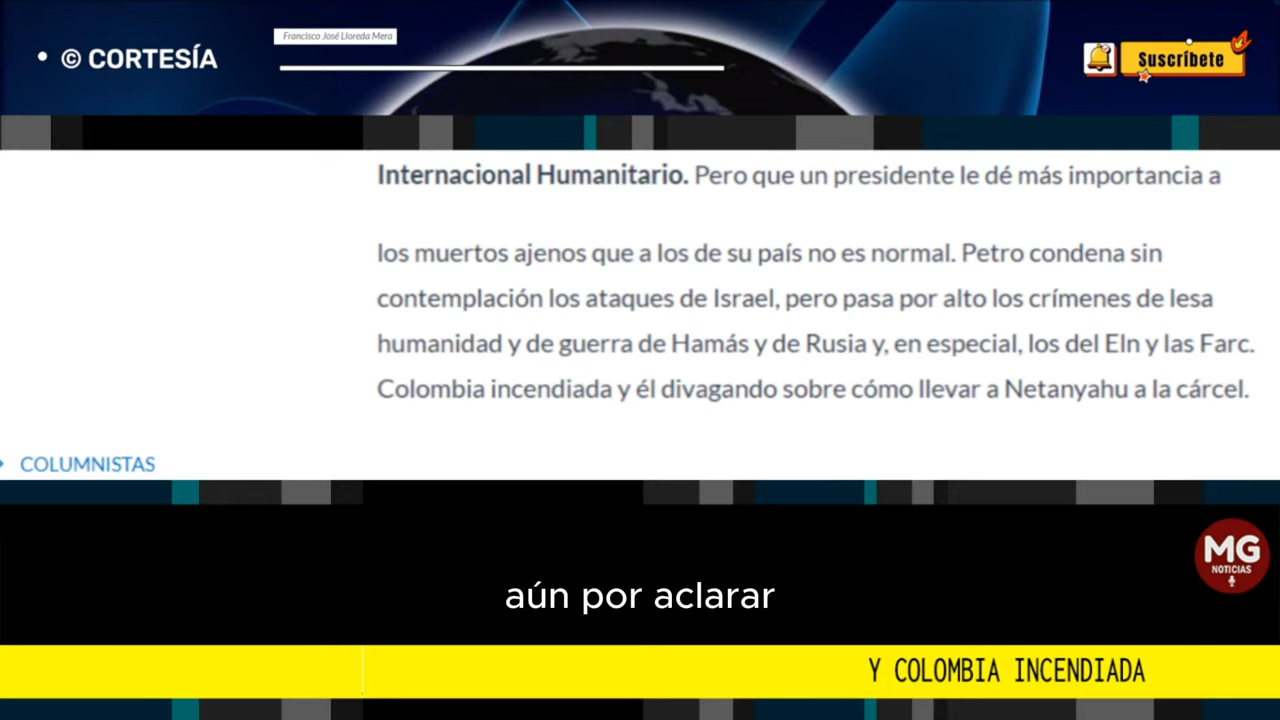 Francisco José Lloreda Mera
• © CORTESÍA
Suscríbete
Internacional Humanitario. Pero que un presidente le dé más importancia a
los muertos ajenos que a los de su país no es normal. Petro condena sin
contemplación los ataques de Israel, pero pasa por alto los crímenes de lesa
humanidad y de guerra de Hamás y de Rusia y, en especial, los del Eln y las Farc.
Colombia incendiada y él divagando sobre cómo llevar a Netanyahu a la cárcel.
COLUMNISTAS
MG
NOTICIAS
aún por aclarar
Y COLOMBIA INCENDIADA